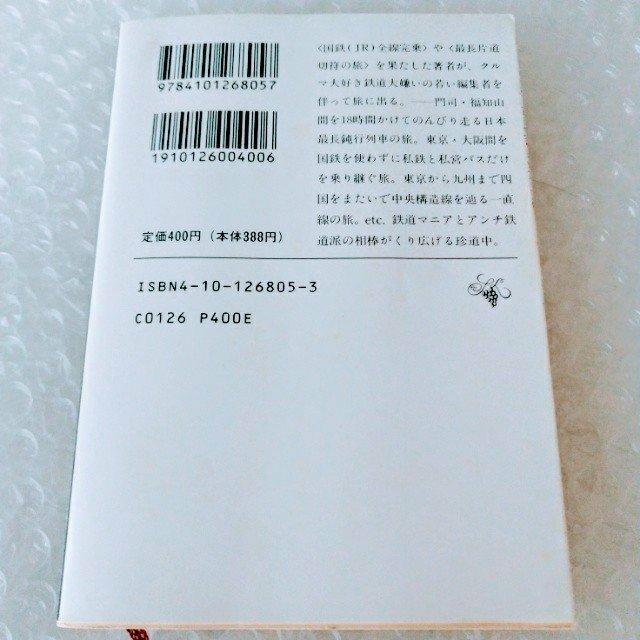 9784101268057
1910126004006
定価400円(本体388円)
〈国鉄(JR)全線完乗〉や〈最長片道
切符の旅〉を果たした著者が、クル
マ大好き鉄道大嫌いの若い編集者を
伴って旅に出る。――門司・福知山
間を18時間かけてのんびり走る日本
最長鈍行列車の旅。東京・大阪間を
国鉄を使わずに私鉄と私営バスだけ
を乗り継ぐ旅。東京から九州まで四
国をまたいで中央構造線を辿る一直
線の旅。etc. 鉄道マニアとアンチ鉄
道派の相棒がくり広げる珍道中。
ISBN4-10-126805-3
C0126 P400E